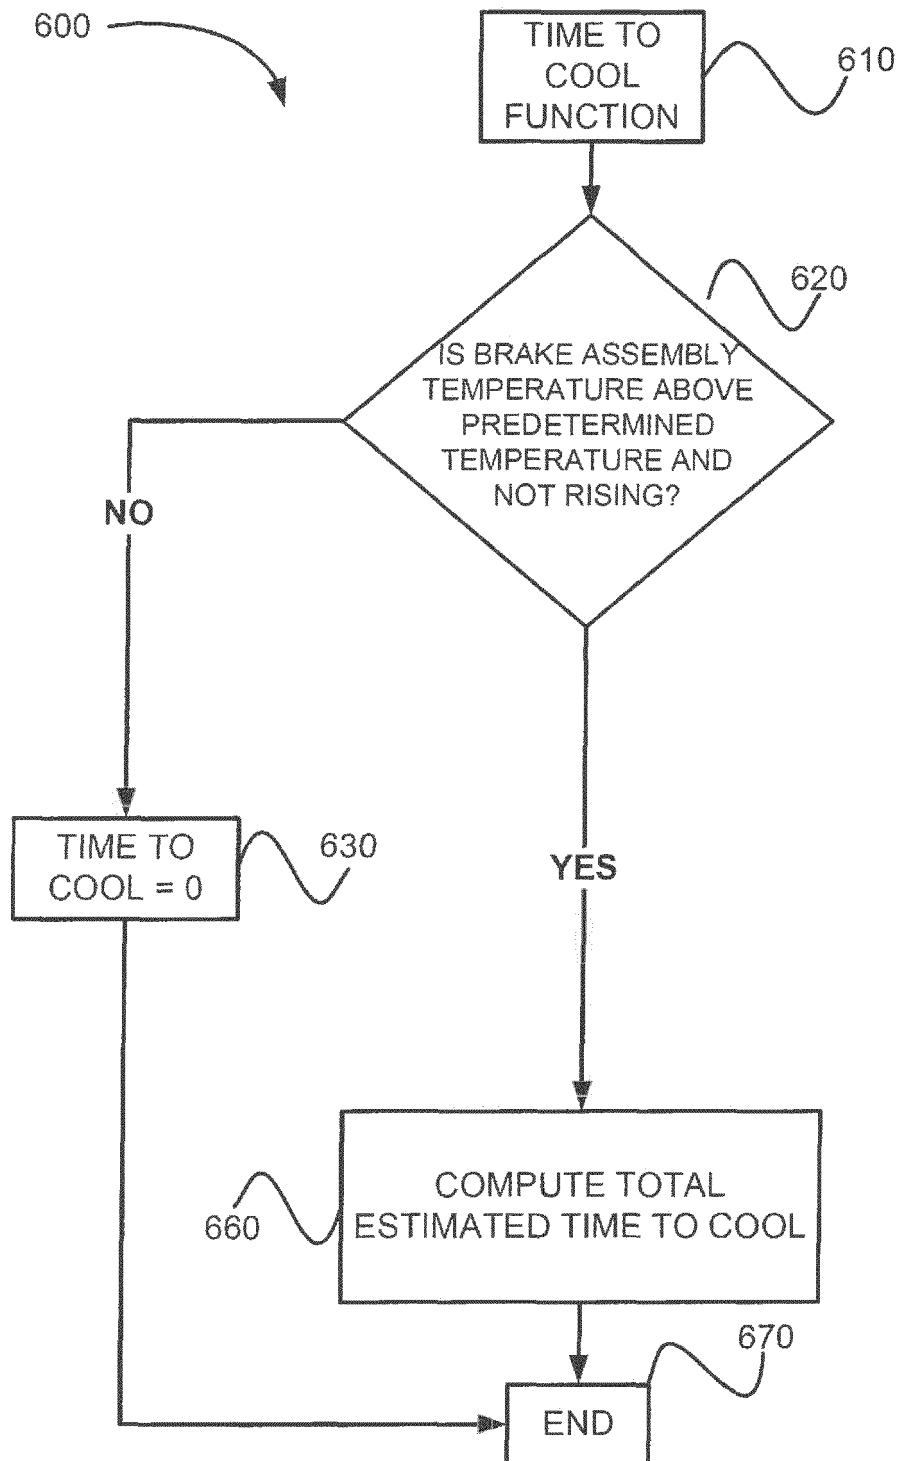 600
TIME TO
COOL
FUNCTION
610
620
IS BRAKE ASSEMBLY
TEMPERATURE ABOVE
PREDETERMINED
TEMPERATURE AND
NOT RISING?
NO
TIME TO
COOL = 0
630
YES
COMPUTE TOTAL
ESTIMATED TIME TO COOL
660
670
END